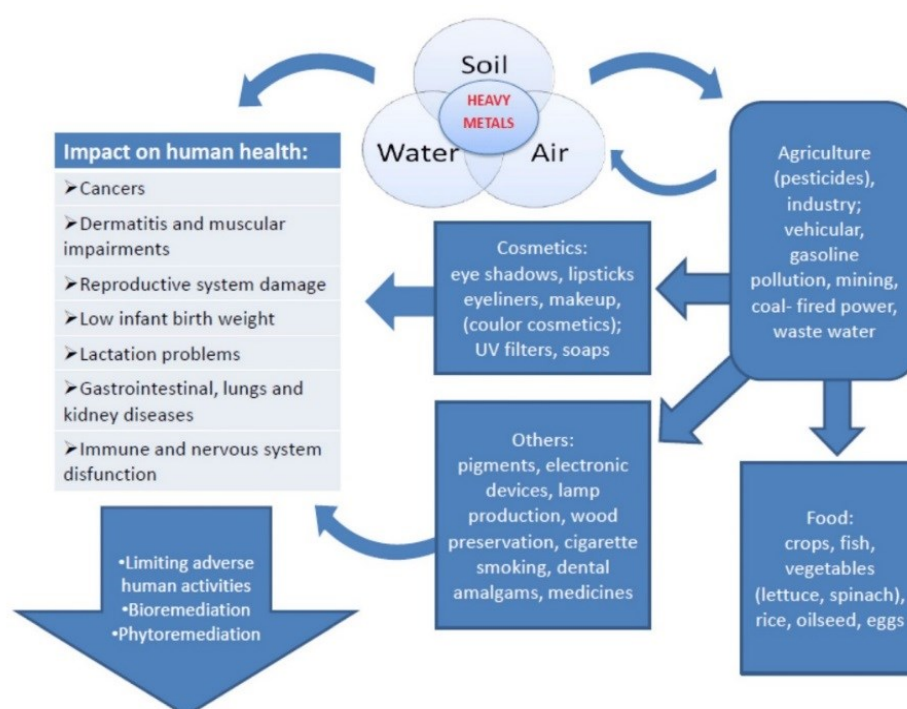 Soil
HEAVY
METALS
Water
Air
Impact on human health:
➤Cancers
➤Dermatitis and muscular
impairments
➤Reproductive system damage
➤Low infant birth weight
➤Lactation problems
➤Gastrointestinal, lungs and
kidney diseases
➤Immune and nervous system
disfunction
•Limiting adverse
human activities
•Bioremediation
•Phytoremediation
Cosmetics:
eye shadows, lipsticks
eyeliners, makeup,
(coulor cosmetics);
UV filters, soaps
Others:
pigments, electronic
devices, lamp
production, wood
preservation, cigarette
smoking, dental
amalgams, medicines
Agriculture
(pesticides),
industry;
vehicular,
gasoline
pollution, mining,
coal- fired power,
waste water
Food:
crops, fish,
vegetables
(lettuce, spinach),
rice, oilseed, eggs